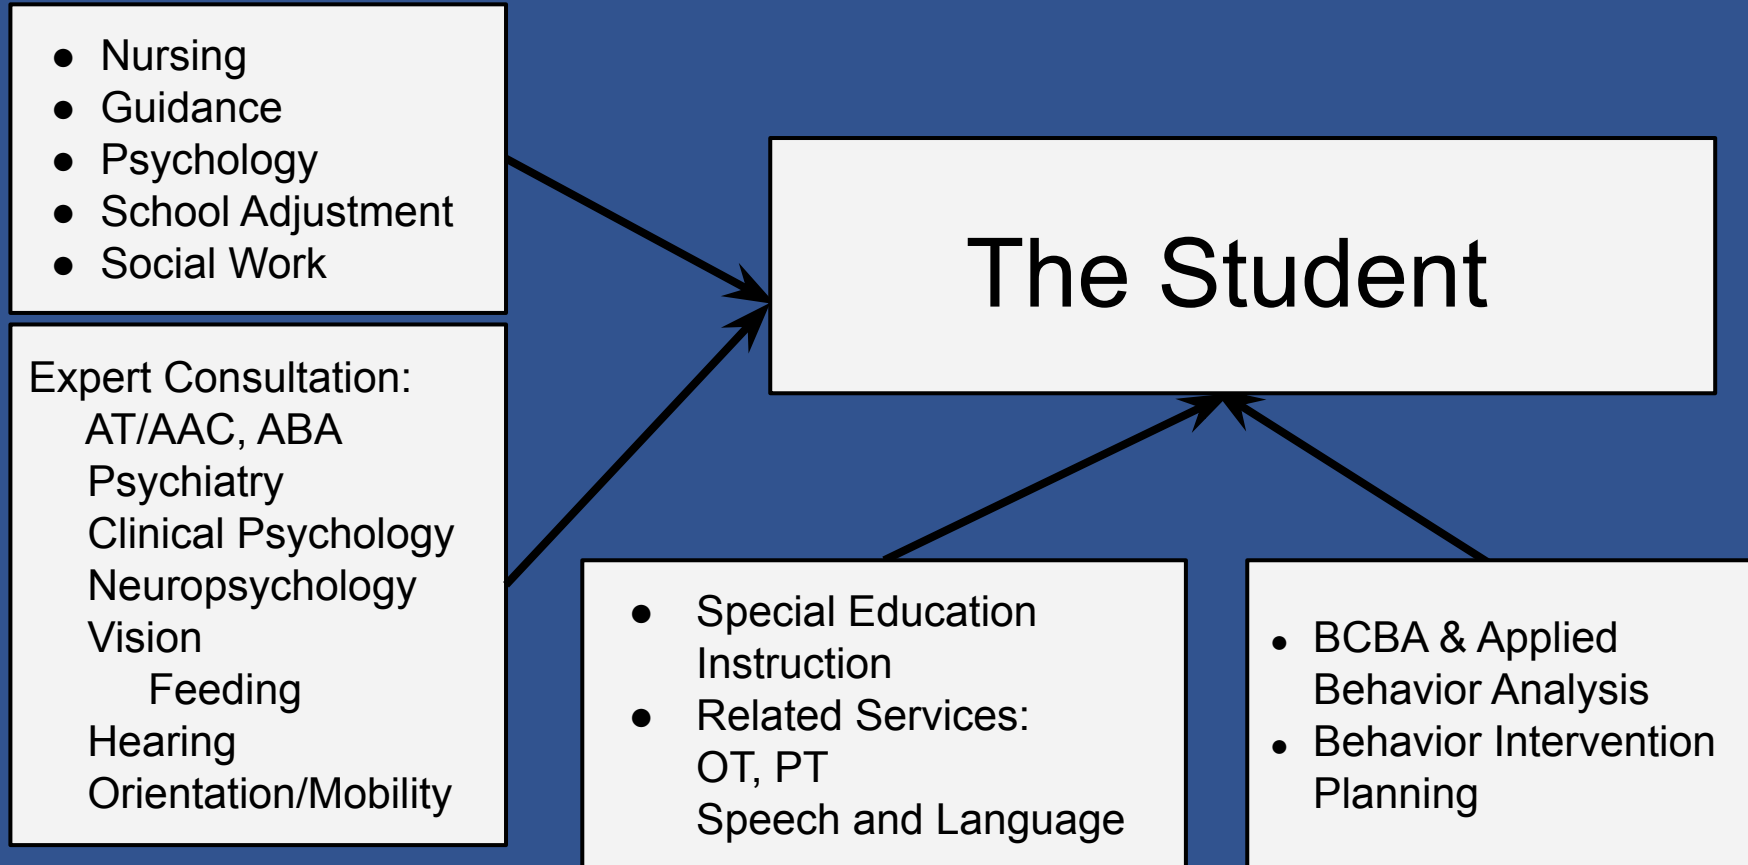 ● Nursing
● Guidance
● Psychology
● School Adjustment
● Social Work
The Student
Expert Consultation:
AT/AAC, ABA
Psychiatry
Clinical Psychology
Neuropsychology
Vision
Feeding
Hearing
Orientation/Mobility
● Special Education
Instruction
● Related Services:
OT, PT
Speech and Language
● BCBA & Applied
Behavior Analysis
● Behavior Intervention
Planning